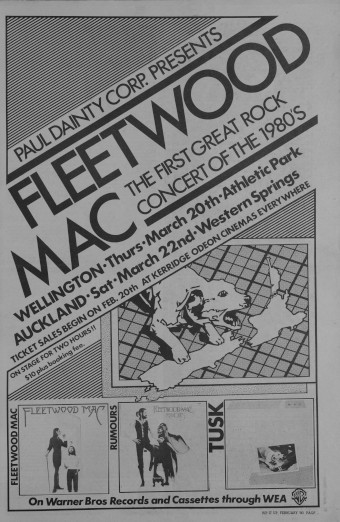 PAUL DAINTY CORP. PRESENTS
FLEETWOOD
MAC
THE FIRST GREAT ROCK
CONCERT OF THE 1980'S
WELLINGTON·Thurs·March 20th·Athletic Park
AUCKLAND·Sat·March 22nd·Western Springs
TICKET SALES BEGIN ON FEB. 20th AT KERRIDGE ODEON CINEMAS EVERYWHERE
ON STAGE FOR TWO HOURS!!
$10 plus booking fee.
FLEETWOOD MAC
FLEETWOOD MAC
RUMOURS
FLEETWOOD MAC
TUSK
On Warner Bros Records and Cassettes through WEA